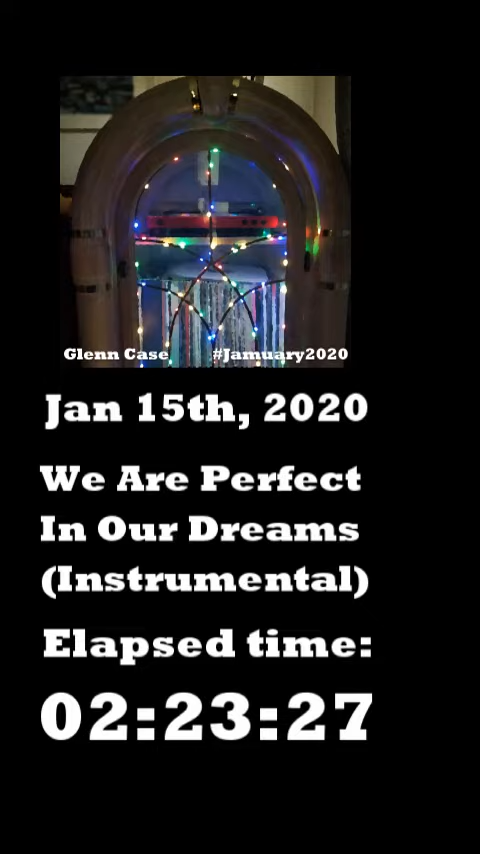 Glenn Case #Jamuary2020
Jan 15th, 2020
We Are Perfect
In Our Dreams
(Instrumental)
Elapsed time:
02:23:27